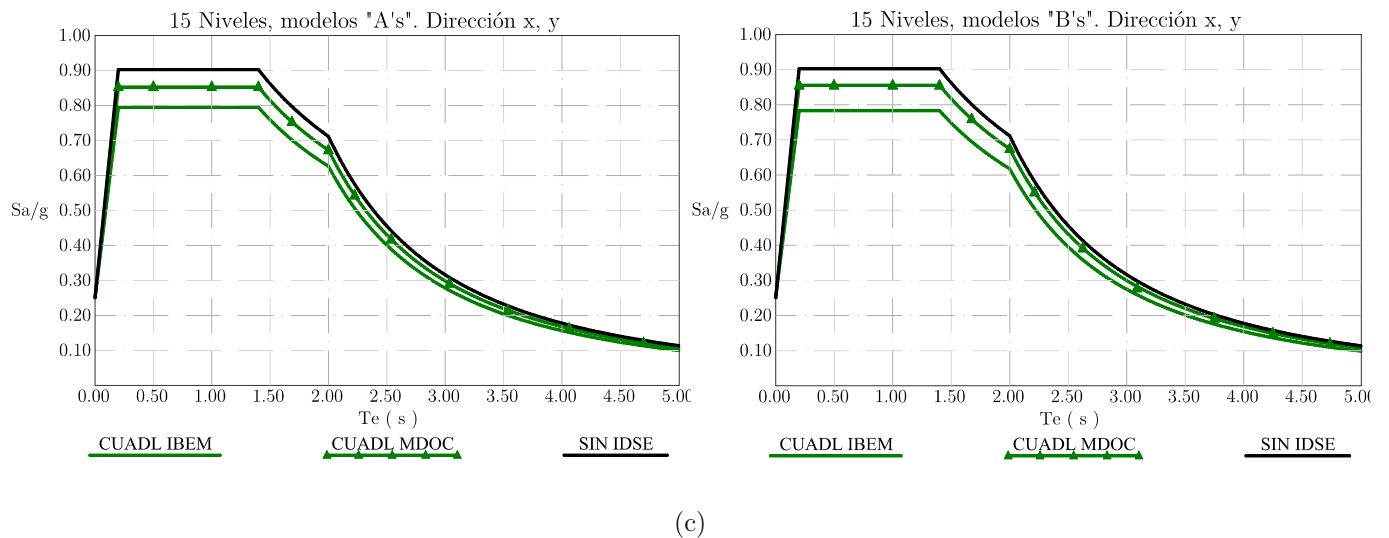 15 Niveles, modelos "A's". Dirección x, y
1.00
0.90
0.80
0.70
0.60
Sa/g 0.50
0.40
0.30
0.20
0.10
0.00 0.50 1.00 1.50 2.00 2.50 3.00 3.50 4.00 4.50 5.00
Te ( s )
CUADL IBEM CUADL MDOC SIN IDSE
15 Niveles, modelos "B's". Dirección x, y
1.00
0.90
0.80
0.70
0.60
Sa/g 0.50
0.40
0.30
0.20
0.10
0.00 0.50 1.00 1.50 2.00 2.50 3.00 3.50 4.00 4.50 5.00
Te ( s )
CUADL IBEM CUADL MDOC SIN IDSE
(c)